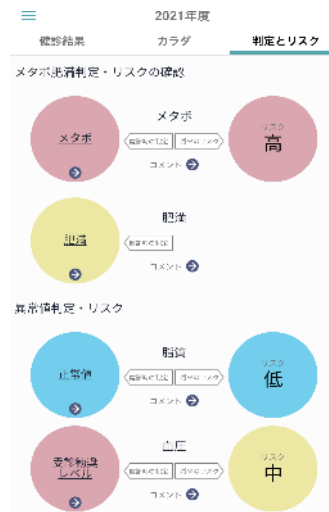 2021年度
健診結果 カラダ 判定とリスク
メタボ肥満判定・リスクの確認
メタボ
メタボ
リスク
高
コメント
肥満
肥満
コメント
異常値判定・リスク
脂質
正常値
リスク
低
コメント
血圧
受診勧奨
レベル
リスク
中
コメント